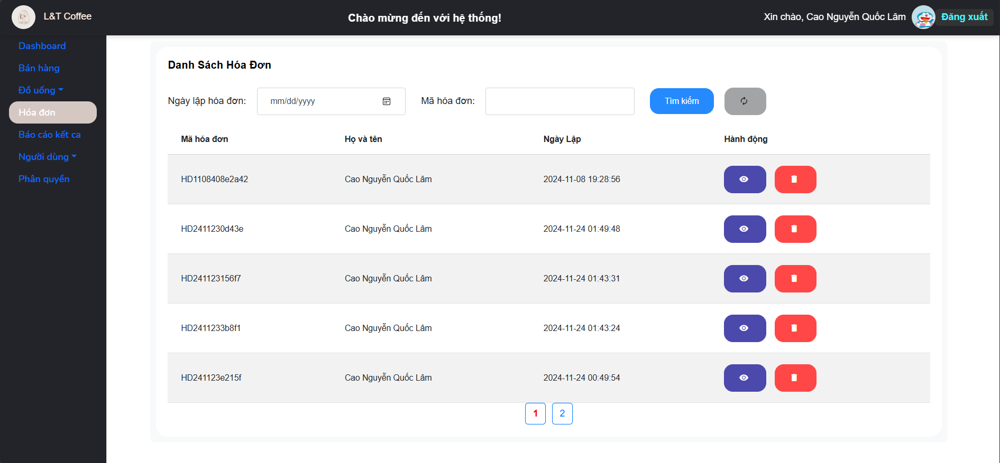 L&T Coffee
Chào mừng đến với hệ thống!
Xin chào, Cao Nguyễn Quốc Lâm
Đăng xuất
Dashboard
Bán hàng
Đồ uống
Hóa đơn
Báo cáo kết ca
Người dùng
Phân quyền
Danh Sách Hóa Đơn
Ngày lập hóa đơn: mm/dd/yyyy Mã hóa đơn: Tìm kiếm
Mã hóa đơn Họ và tên Ngày Lập Hành động
HD1108408e2a42 Cao Nguyễn Quốc Lâm 2024-11-08 19:28:56
HD2411230d43e Cao Nguyễn Quốc Lâm 2024-11-24 01:49:48
HD241123156f7 Cao Nguyễn Quốc Lâm 2024-11-24 01:43:31
HD2411233b8f1 Cao Nguyễn Quốc Lâm 2024-11-24 01:43:24
HD241123e215f Cao Nguyễn Quốc Lâm 2024-11-24 00:49:54
1 2